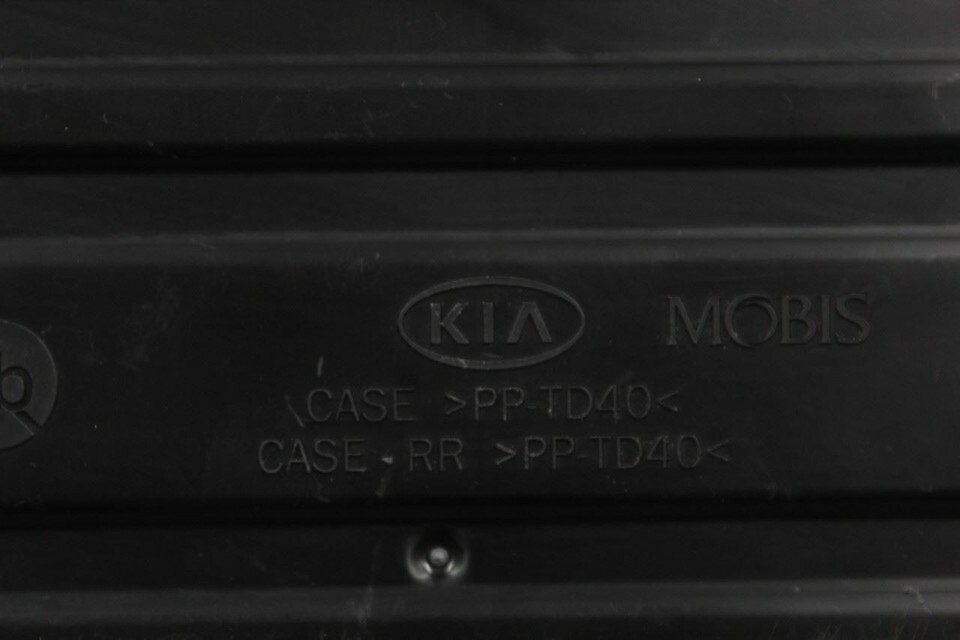 KIA MOBIS
b
CASE >PP-TD40<
CASE - RR >PP-TD40<